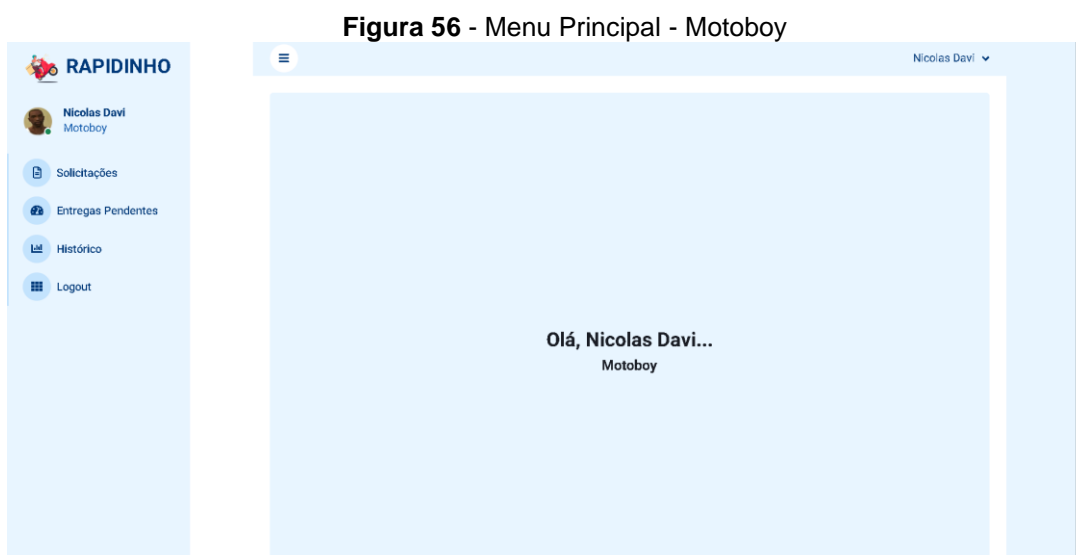 Figura 56 - Menu Principal - Motoboy
RAPIDINHO
Nicolas Davi
Motoboy
Solicitações
Entregas Pendentes
Histórico
Logout
Nicolas Davi
Olá, Nicolas Davi...
Motoboy